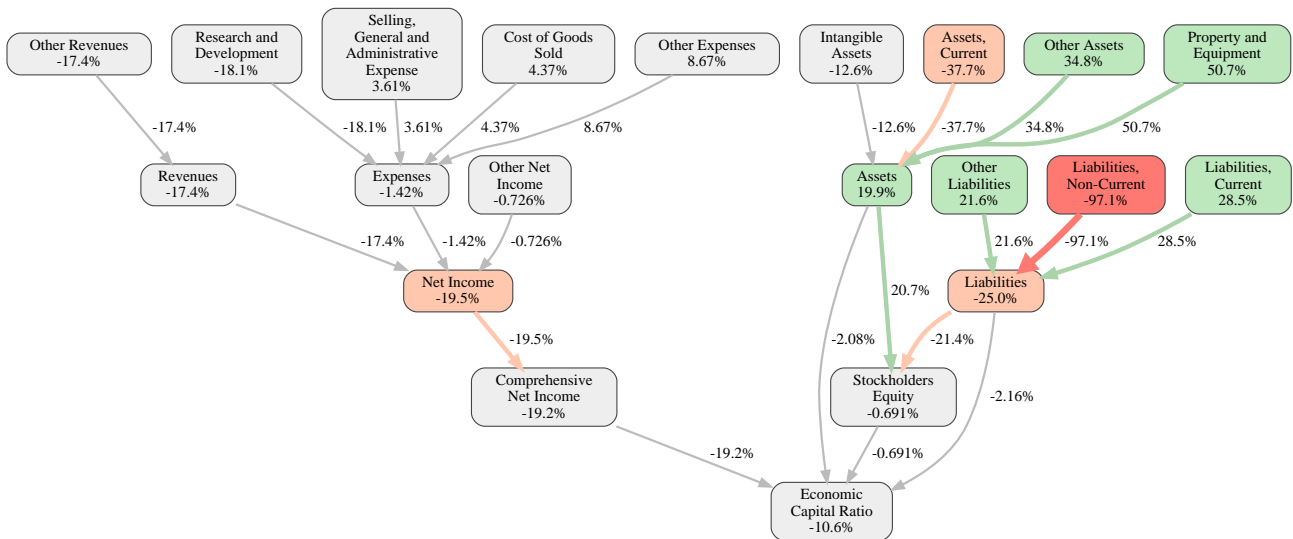 Other Revenues
-17.4%
Research and
Development
-18.1%
Selling,
General and
Administrative
Expense
3.61%
Cost of Goods
Sold
4.37%
Other Expenses
8.67%
Intangible
Assets
-12.6%
Assets,
Current
-37.7%
Other Assets
34.8%
Property and
Equipment
50.7%
-17.4%
-18.1%
3.61%
4.37%
8.67%
-12.6%
-37.7%
34.8%
50.7%
Revenues
-17.4%
Expenses
-1.42%
Other Net
Income
-0.726%
Assets
19.9%
Other
Liabilities
21.6%
Liabilities,
Non-Current
-97.1%
Liabilities,
Current
28.5%
-17.4%
-1.42%
-0.726%
21.6%
-97.1%
28.5%
Net Income
-19.5%
20.7%
Liabilities
-25.0%
-19.5%
-2.08%
-21.4%
Comprehensive
Net Income
-19.2%
Stockholders
Equity
-0.691%
-2.16%
-19.2%
-0.691%
Economic
Capital Ratio
-10.6%